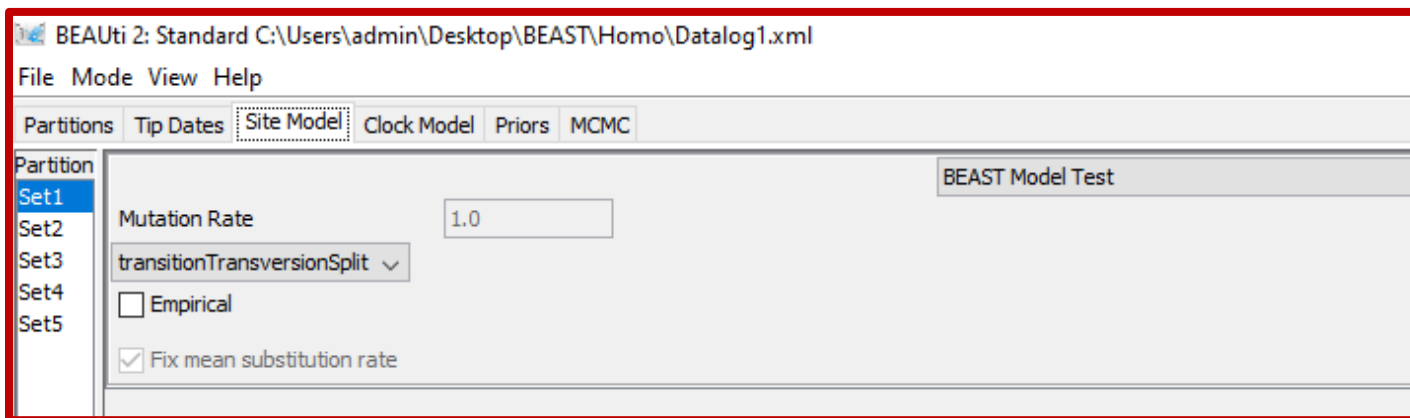 BEAUti 2: Standard C:\Users\admin\Desktop\BEAST\Homo\Datalog1.xml
File Mode View Help
Partitions Tip Dates Site Model Clock Model Priors MCMC
Partition
Set1
Set2
Set3
Set4
Set5
BEAST Model Test
Mutation Rate 1.0
transitionTransversionSplit
Empirical
Fix mean substitution rate